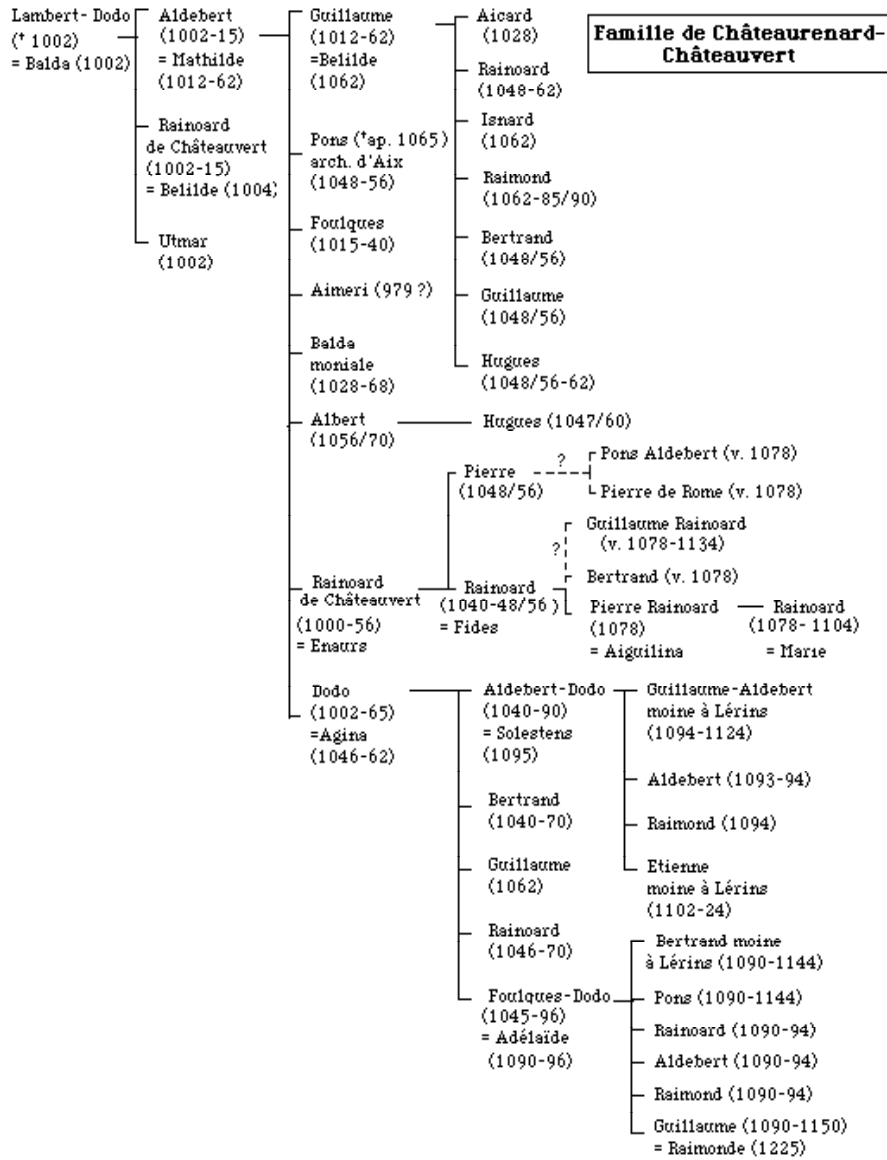 Famille de Châteaurenard-
Châteauvert
Lambert-Dodo
(† 1002)
= Balda (1002)
Aldebert
(1002-15)
= Mathilde
(1012-62)
Rainoard
de Châteauvert
(1002-15)
= Belilde (1004)
Utmar
(1002)
Guillaume
(1012-62)
=Belilde
(1062)
Pons (†ap. 1065)
arch. d'Aix
(1048-56)
Foulques
(1015-40)
Aimeri (979 ?)
Balda
moniale
(1028-68)
Albert
(1056/70)
Rainoard
de Châteauvert
(1000-56)
= Enaurs
Dodo
(1002-65)
=Agina
(1046-62)
Aicard
(1028)
Rainoard
(1048-62)
Isnard
(1062)
Raimond
(1062-85/90)
Bertrand
(1048/56)
Guillaume
(1048/56)
Hugues
(1048/56-62)
Hugues (1047/60)
Pierre
(1048/56)
?
Pons Aldebert (v. 1078)
Pierre de Rome (v. 1078)
Rainoard
(1040-48/56 )
= Fides
?
Guillaume Rainoard
(v. 1078-1134)
Bertrand (v. 1078)
Pierre Rainoard
(1078)
= Aiguilina
Rainoard
(1078- 1104)
= Marie
Aldebert-Dodo
(1040-90)
= Solestens
(1095)
Bertrand
(1040-70)
Guillaume
(1062)
Rainoard
(1046-70)
Foulques-Dodo
(1045-96)
= Adélaïde
(1090-96)
Guillaume-Aldebert
moine à Lérins
(1094-1124)
Aldebert (1093-94)
Raimond (1094)
Etienne
moine à Lérins
(1102-24)
Bertrand moine
à Lérins (1090-1144)
Pons (1090-1144)
Rainoard (1090-94)
Aldebert (1090-94)
Raimond (1090-94)
Guillaume (1090-1150)
= Raimonde (1225)